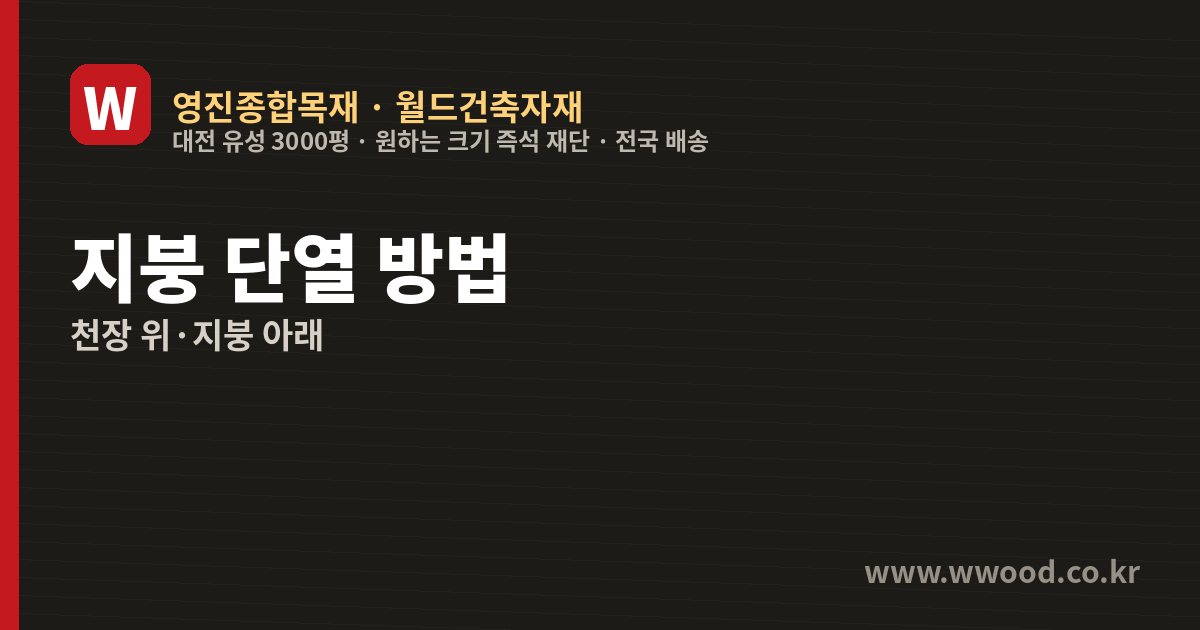 W
영진종합목재 · 월드건축자재
대전 유성 3000평 · 원하는 크기 즉석 재단 · 전국 배송
지붕 단열 방법
천장 위·지붕 아래
www.wwood.co.kr